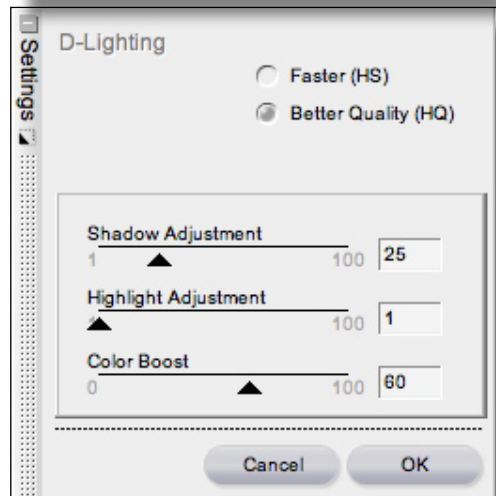 Settings
D-Lighting
Faster (HS)
Better Quality (HQ)
Shadow Adjustment
1 100 25
Highlight Adjustment
1 100 1
Color Boost
0 100 60
Cancel OK